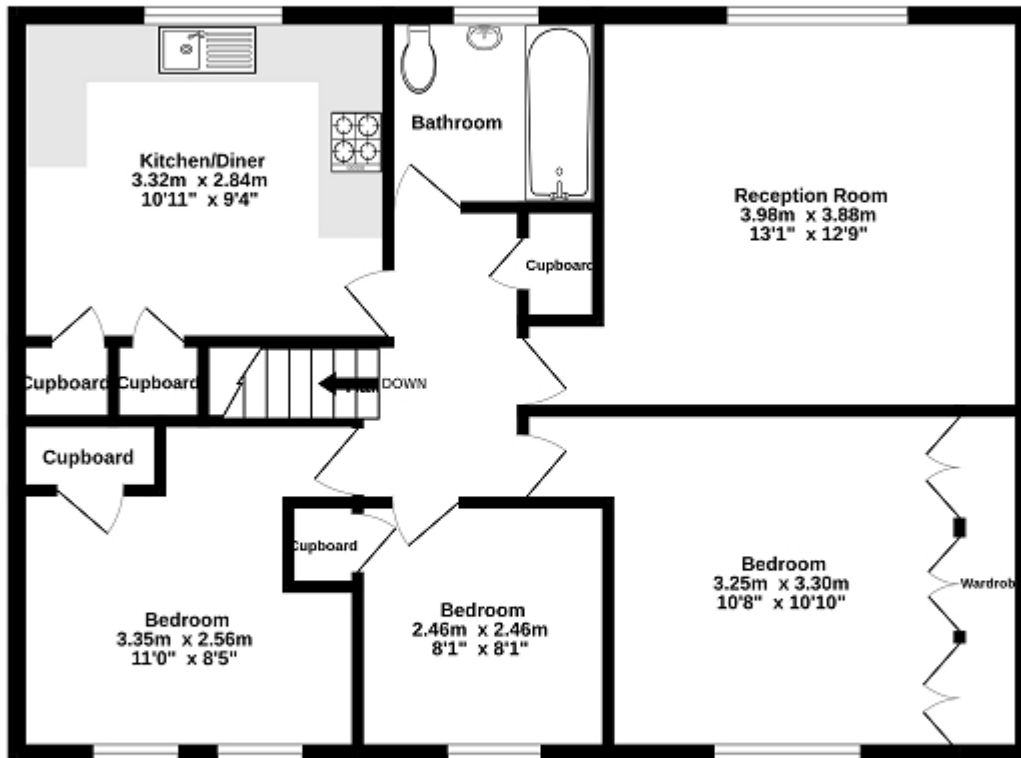 Bathroom
Kitchen/Diner
3.32m x 2.84m
10'11" x 9'4"
Reception Room
3.98m x 3.88m
13'1" x 12'9"
Cupboard
Cupboard
Cupboard
DOWN
Cupboard
Cupboard
Bedroom
3.25m x 3.30m
10'8" x 10'10"
Wardrob
Bedroom
3.35m x 2.56m
11'0" x 8'5"
Bedroom
2.46m x 2.46m
8'1" x 8'1"